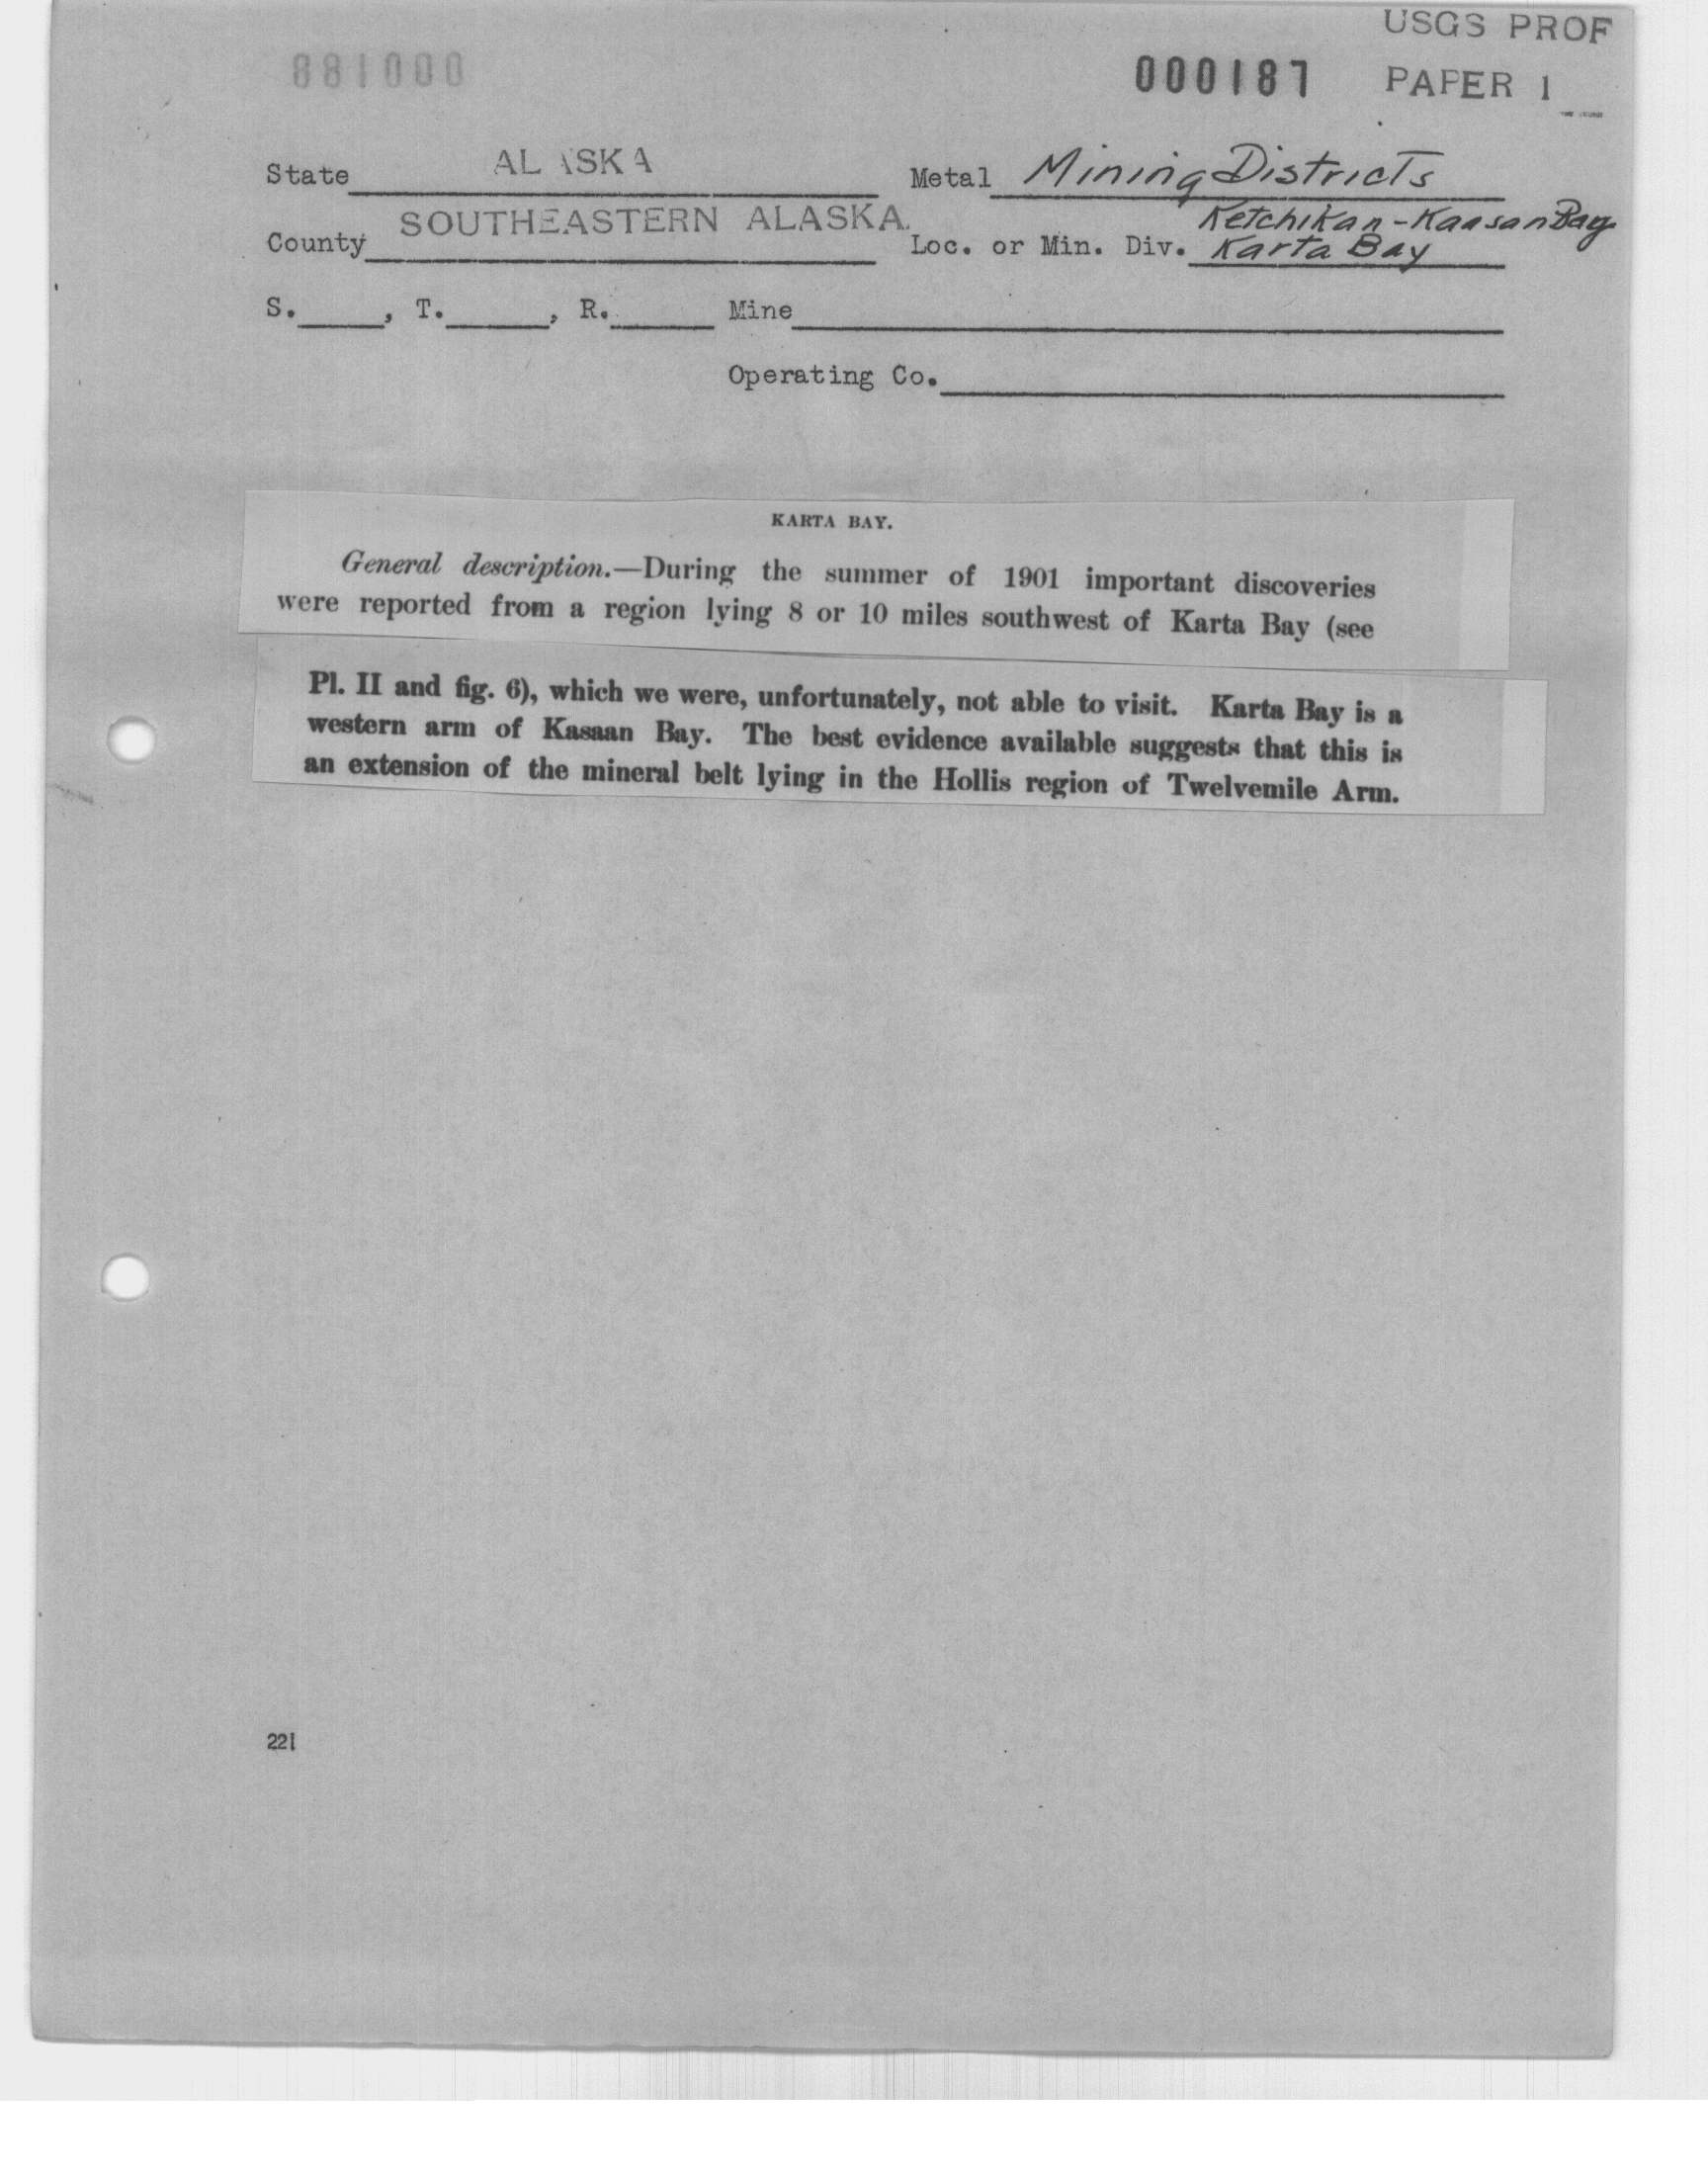 USGS PROF
881000 000187 PAPER 1
State ALASKA Metal Mining Districts
Ketchikan-Kaasan Bay
County SOUTHEASTERN ALASKA. Loc. or Min. Div. Karta Bay
S. , T. , R. Mine
Operating Co.
KARTA BAY.
General description.—During the summer of 1901 important discoveries
were reported from a region lying 8 or 10 miles southwest of Karta Bay (see
Pl. II and fig. 6), which we were, unfortunately, not able to visit. Karta Bay is a
western arm of Kasaan Bay. The best evidence available suggests that this is
an extension of the mineral belt lying in the Hollis region of Twelvemile Arm.
221